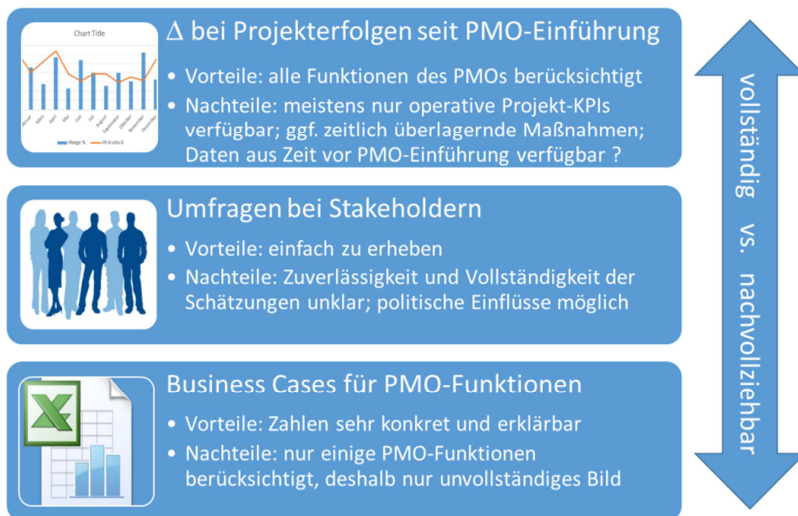 Chart Title
Δ bei Projekterfolgen seit PMO-Einführung
• Vorteile: alle Funktionen des PMOs berücksichtigt
• Nachteile: meistens nur operative Projekt-KPIs
verfügbar; ggf. zeitlich überlagernde Maßnahmen;
Daten aus Zeit vor PMO-Einführung verfügbar ?
Umfragen bei Stakeholdern
• Vorteile: einfach zu erheben
• Nachteile: Zuverlässigkeit und Vollständigkeit der
Schätzungen unklar; politische Einflüsse möglich
Business Cases für PMO-Funktionen
• Vorteile: Zahlen sehr konkret und erklärbar
• Nachteile: nur einige PMO-Funktionen
berücksichtigt, deshalb nur unvollständiges Bild
vollständig vs. nachvollziehbar